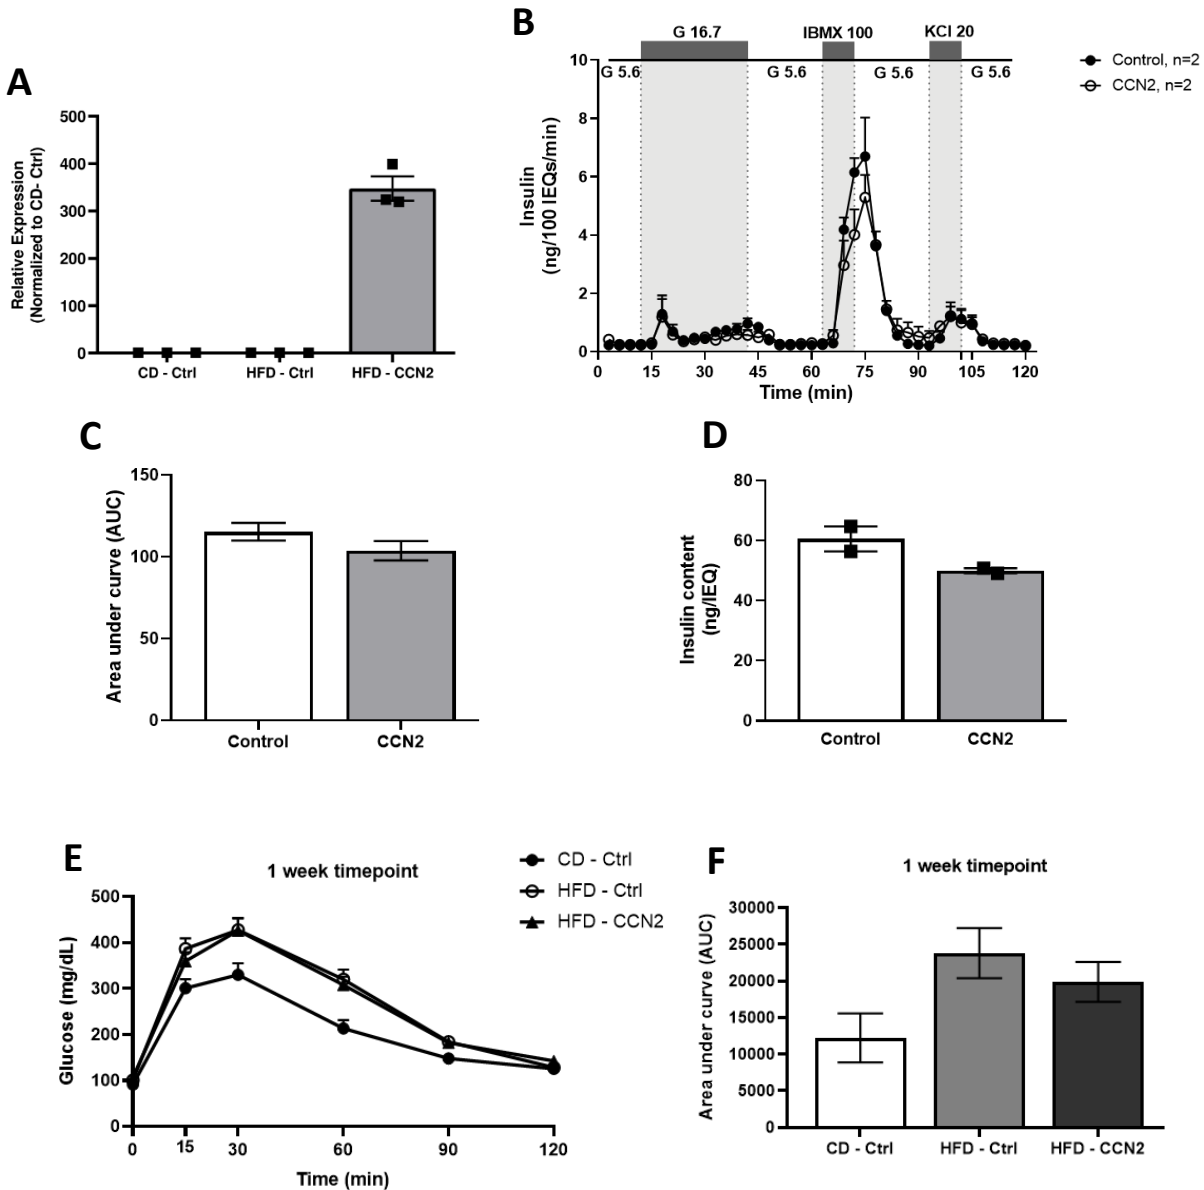 A
500
400
300
200
100
0
Relative Expression
(Normalized to CD- Ctrl)
CD - Ctrl
HFD - Ctrl
HFD - CCN2
B
G 16.7
IBMX 100
KCl 20
G 5.6
G 5.6
G 5.6
G 5.6
10
8
6
4
2
0
Insulin
(ng/100 IEQs/min)
0
15
30
45
60
75
90
105
120
Time (min)
Control, n=2
CCN2, n=2
C
150
100
50
0
Area under curve (AUC)
Control
CCN2
D
80
60
40
20
0
Insulin content
(ng/IEQ)
Control
CCN2
E
1 week timepoint
500
400
300
200
100
0
Glucose (mg/dL)
0
15
30
60
90
120
Time (min)
CD - Ctrl
HFD - Ctrl
HFD - CCN2
F
1 week timepoint
30000
25000
20000
15000
10000
5000
0
Area under curve (AUC)
CD - Ctrl
HFD - Ctrl
HFD - CCN2